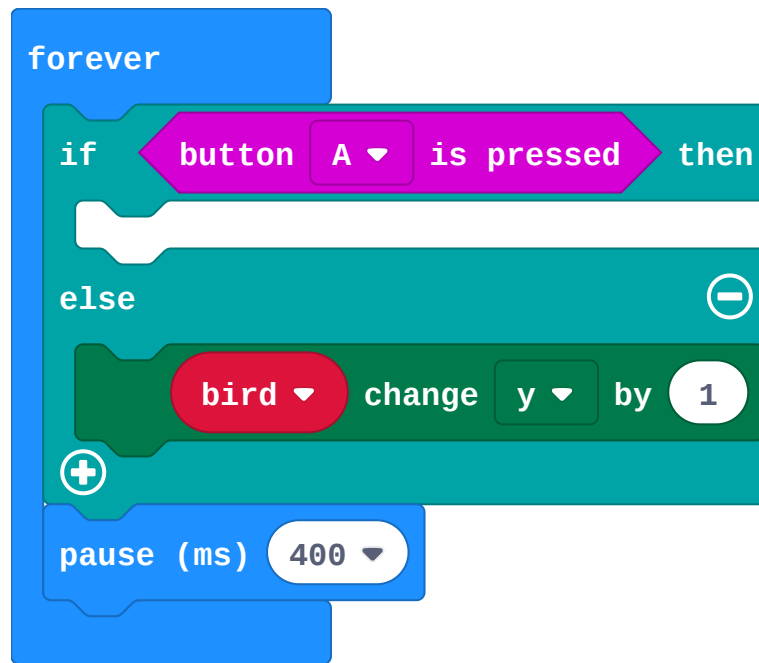 forever
if button A is pressed then
else
bird change y by 1
pause (ms) 400